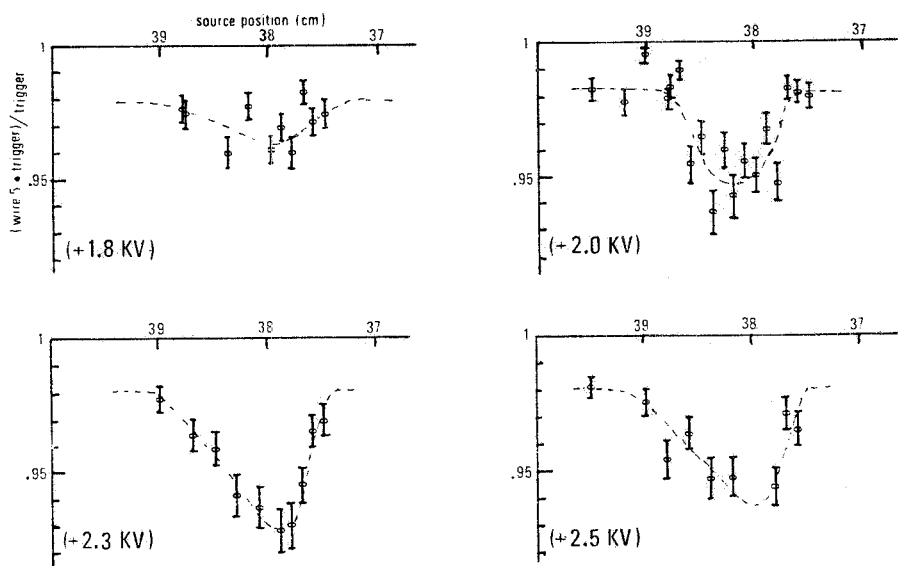 source position (cm)
39 38 37
1
.95
(wire 5 • trigger)/trigger
(+1.8 KV)
39 38 37
1
.95
(+2.0 KV)
39 38 37
1
.95
(+2.3 KV)
39 38 37
1
.95
(+2.5 KV)